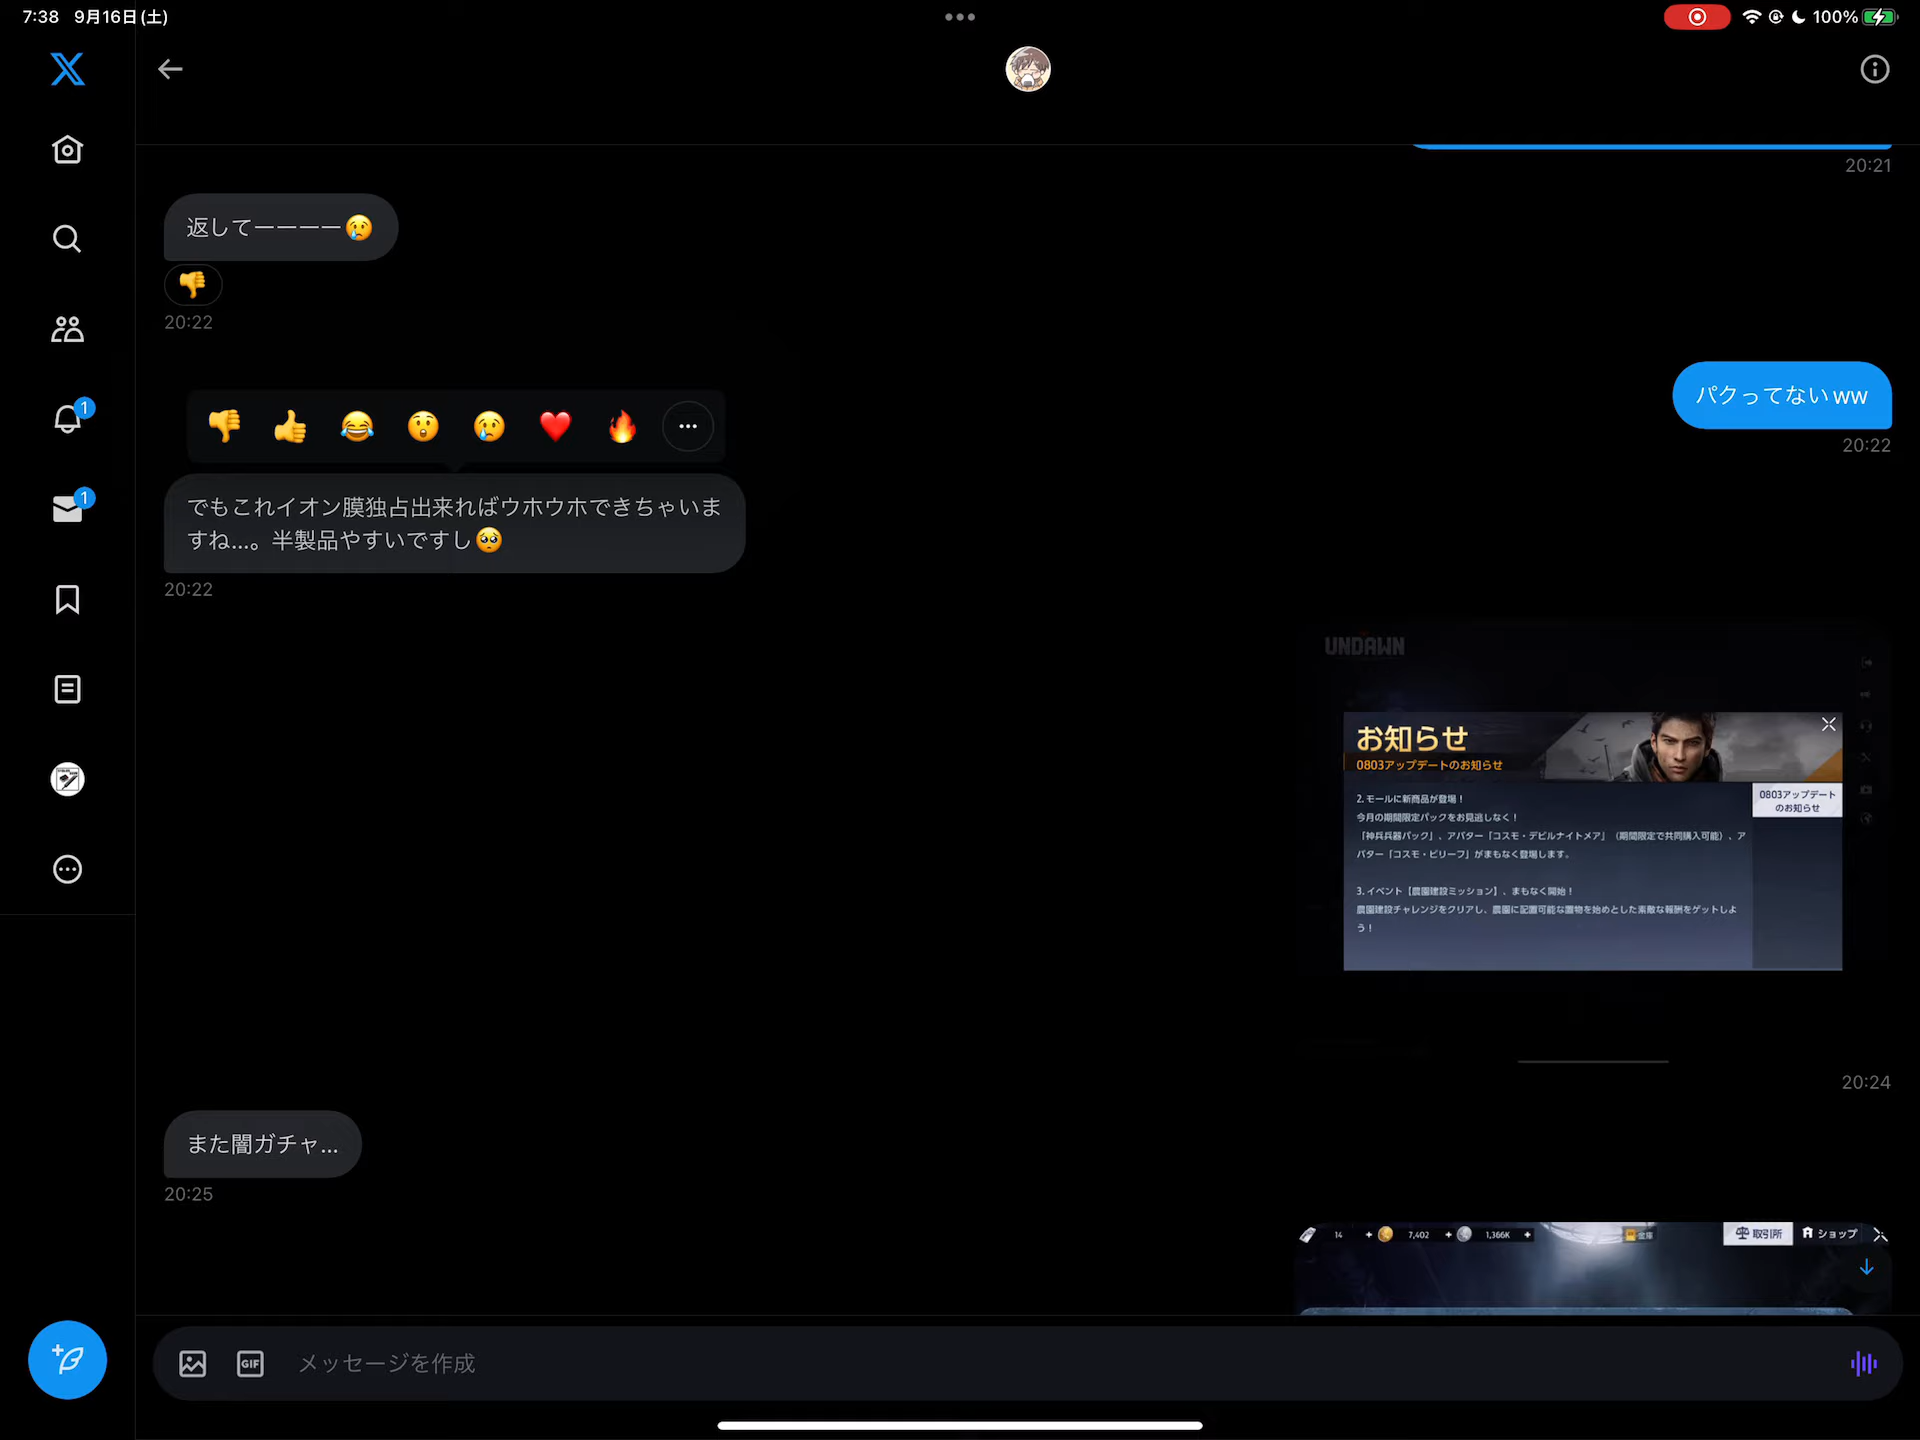 7:38 9月16日(土)
100%
20:21
返してーーーー😢
👎
20:22
パクってないww
20:22
でもこれイオン膜独占出来ればウホウホできちゃいま
すね…。半製品やすいですし🥺
20:22
1
1
UNDAWN
お知らせ
0803アップデートのお知らせ
0803アップデート
のお知らせ
2. モールに新商品が登場！
今月の期間限定パックをお見逃しなく！
「神兵兵器パック」、アバター「コスモ・デビルナイトメア」（期間限定で共同購入可能）、ア
バター「コスモ・ビリーフ」がまもなく登場します。
3. イベント【農園建設ミッション】、まもなく開始！
農園建設チャレンジをクリアし、農園に配置可能な置物を始めとした素敵な報酬をゲットしよ
う！
20:24
また闇ガチャ...
20:25
14 + 7,402 + 1,366K + 金庫 取引所 ショップ
GIF メッセージを作成